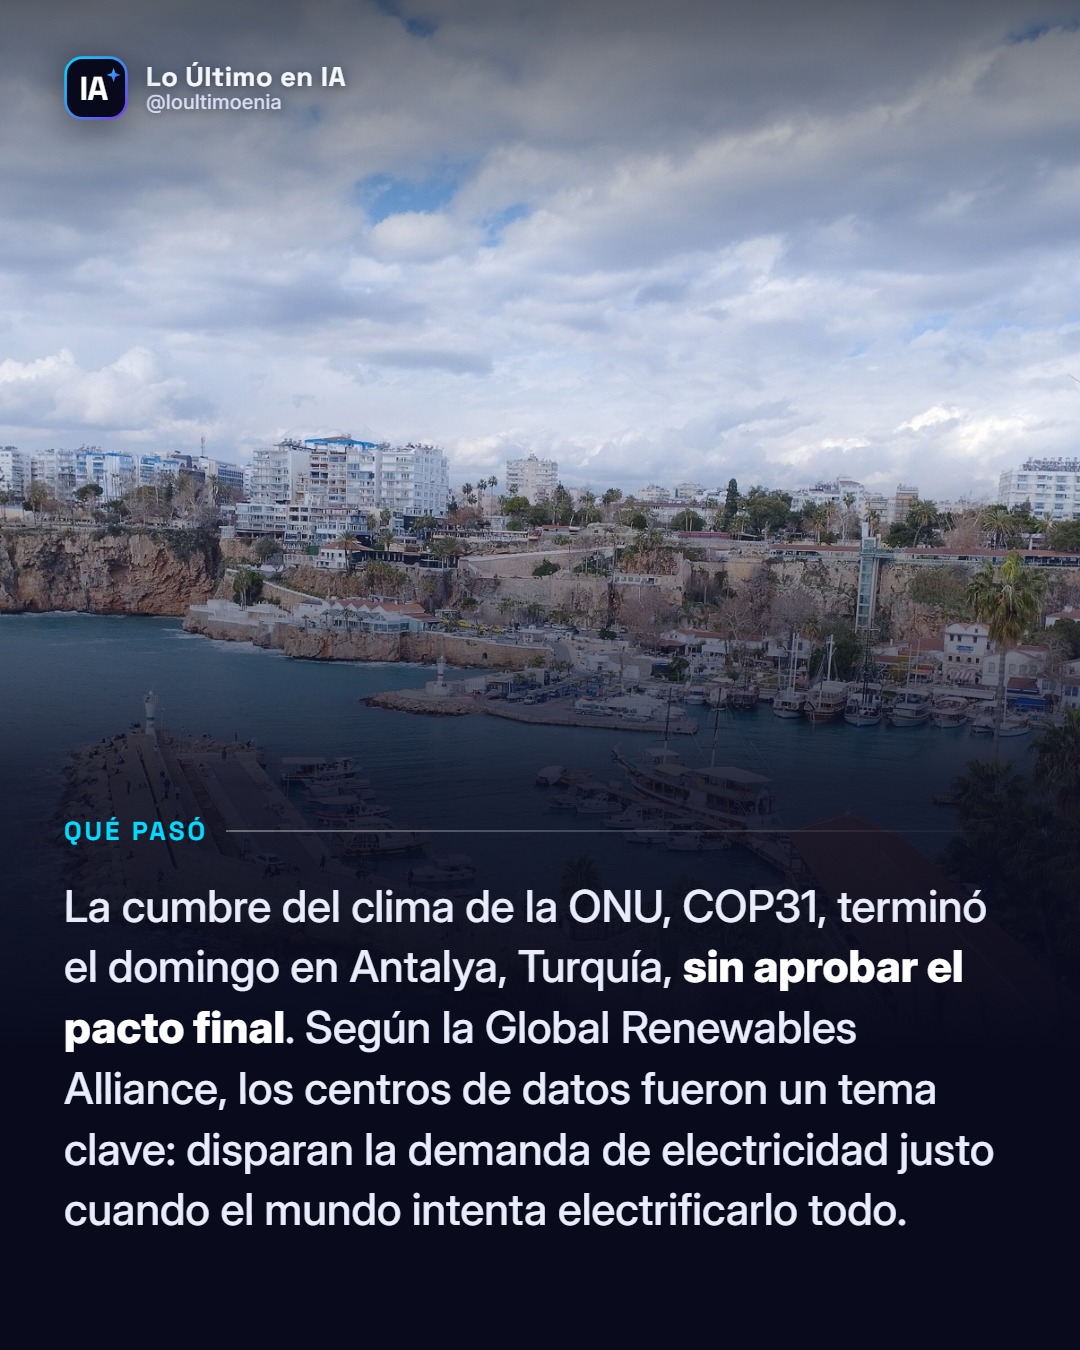 IA
Lo Último en IA
@loultimoenia
QUÉ PASÓ
La cumbre del clima de la ONU, COP31, terminó
el domingo en Antalya, Turquía, sin aprobar el
pacto final. Según la Global Renewables
Alliance, los centros de datos fueron un tema
clave: disparan la demanda de electricidad justo
cuando el mundo intenta electrificarlo todo.